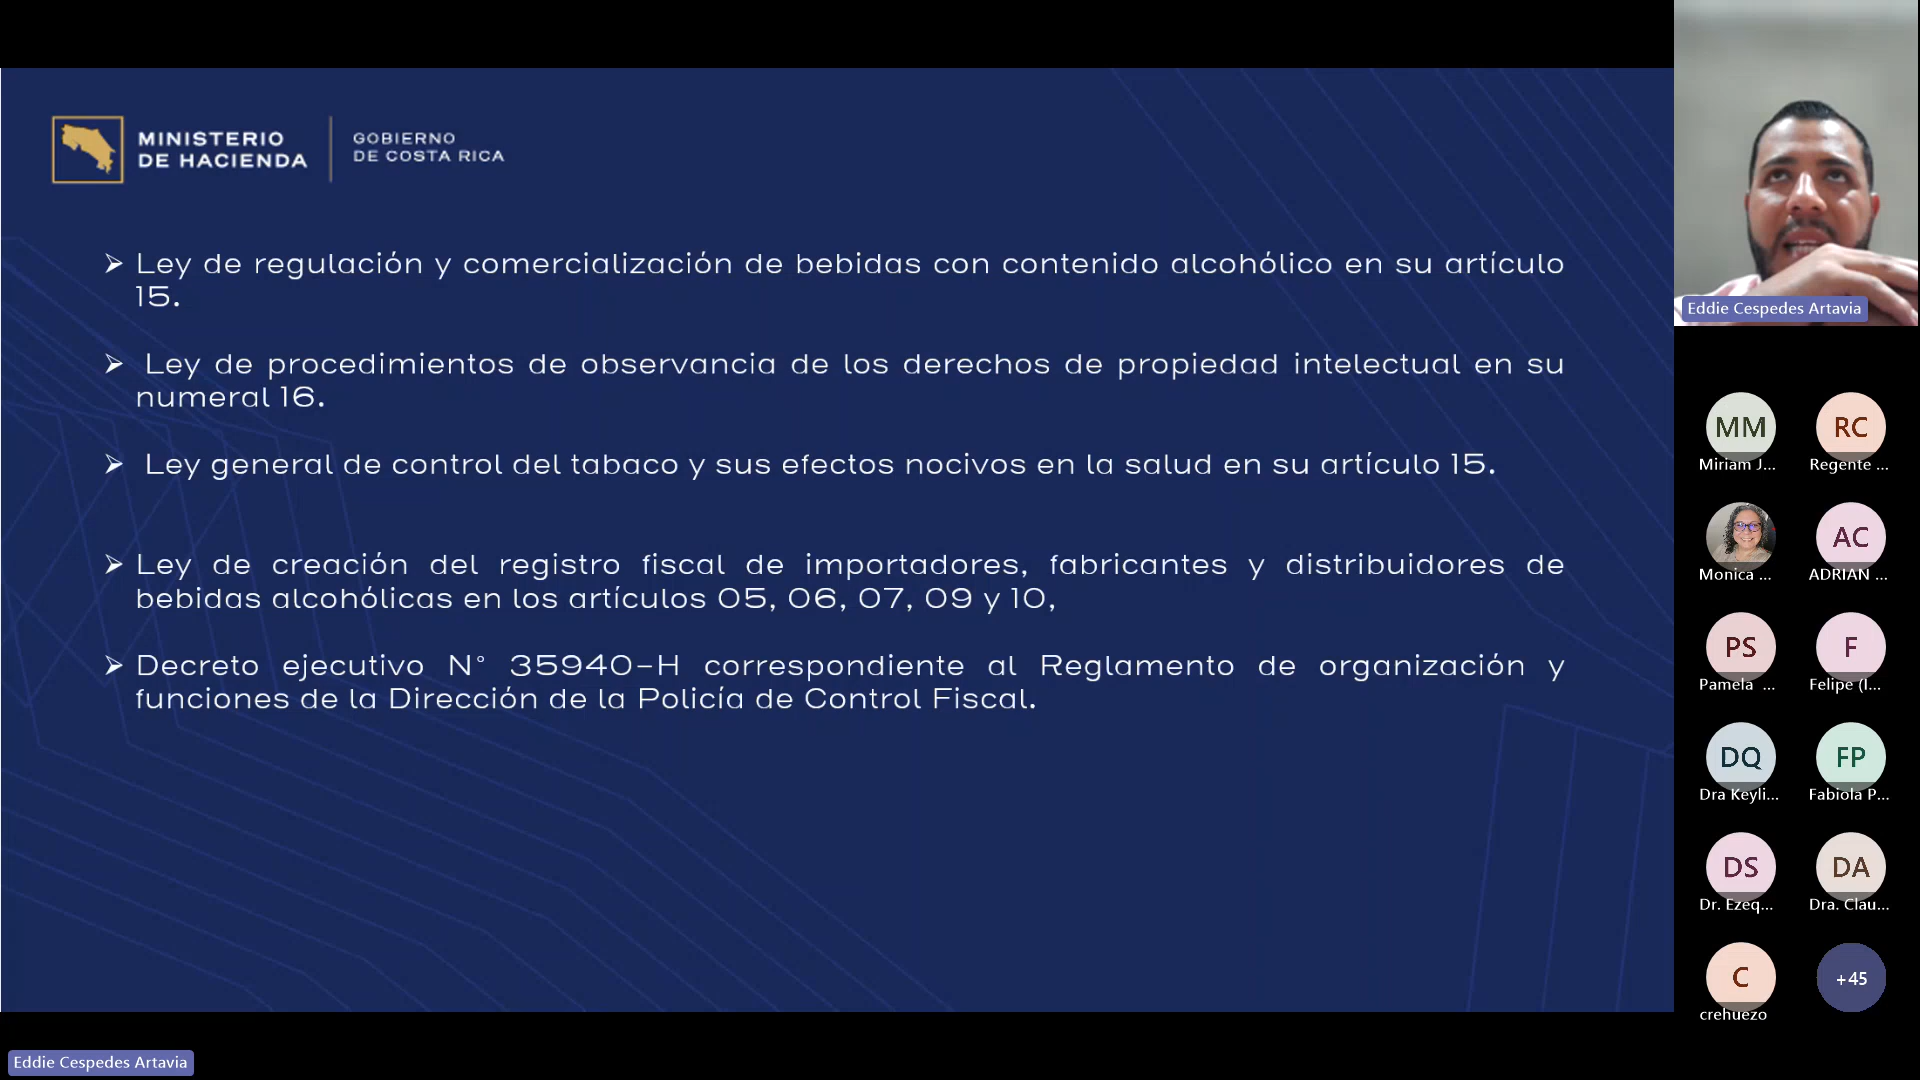 MINISTERIO
DE HACIENDA
GOBIERNO
DE COSTA RICA
➢ Ley de regulación y comercialización de bebidas con contenido alcohólico en su artículo
15.
➢ Ley de procedimientos de observancia de los derechos de propiedad intelectual en su
numeral 16.
➢ Ley general de control del tabaco y sus efectos nocivos en la salud en su artículo 15.
➢ Ley de creación del registro fiscal de importadores, fabricantes y distribuidores de
bebidas alcohólicas en los artículos 05, 06, 07, 09 y 10,
➢ Decreto ejecutivo N° 35940-H correspondiente al Reglamento de organización y
funciones de la Dirección de la Policía de Control Fiscal.
Eddie Cespedes Artavia
MM RC
Miriam J... Regente ...
AC
Monica ... ADRIAN ...
PS F
Pamela ... Felipe (I...
DQ FP
Dra Keyli... Fabiola P...
DS DA
Dr. Ezeq... Dra. Clau...
C +45
crehuezo
Eddie Cespedes Artavia